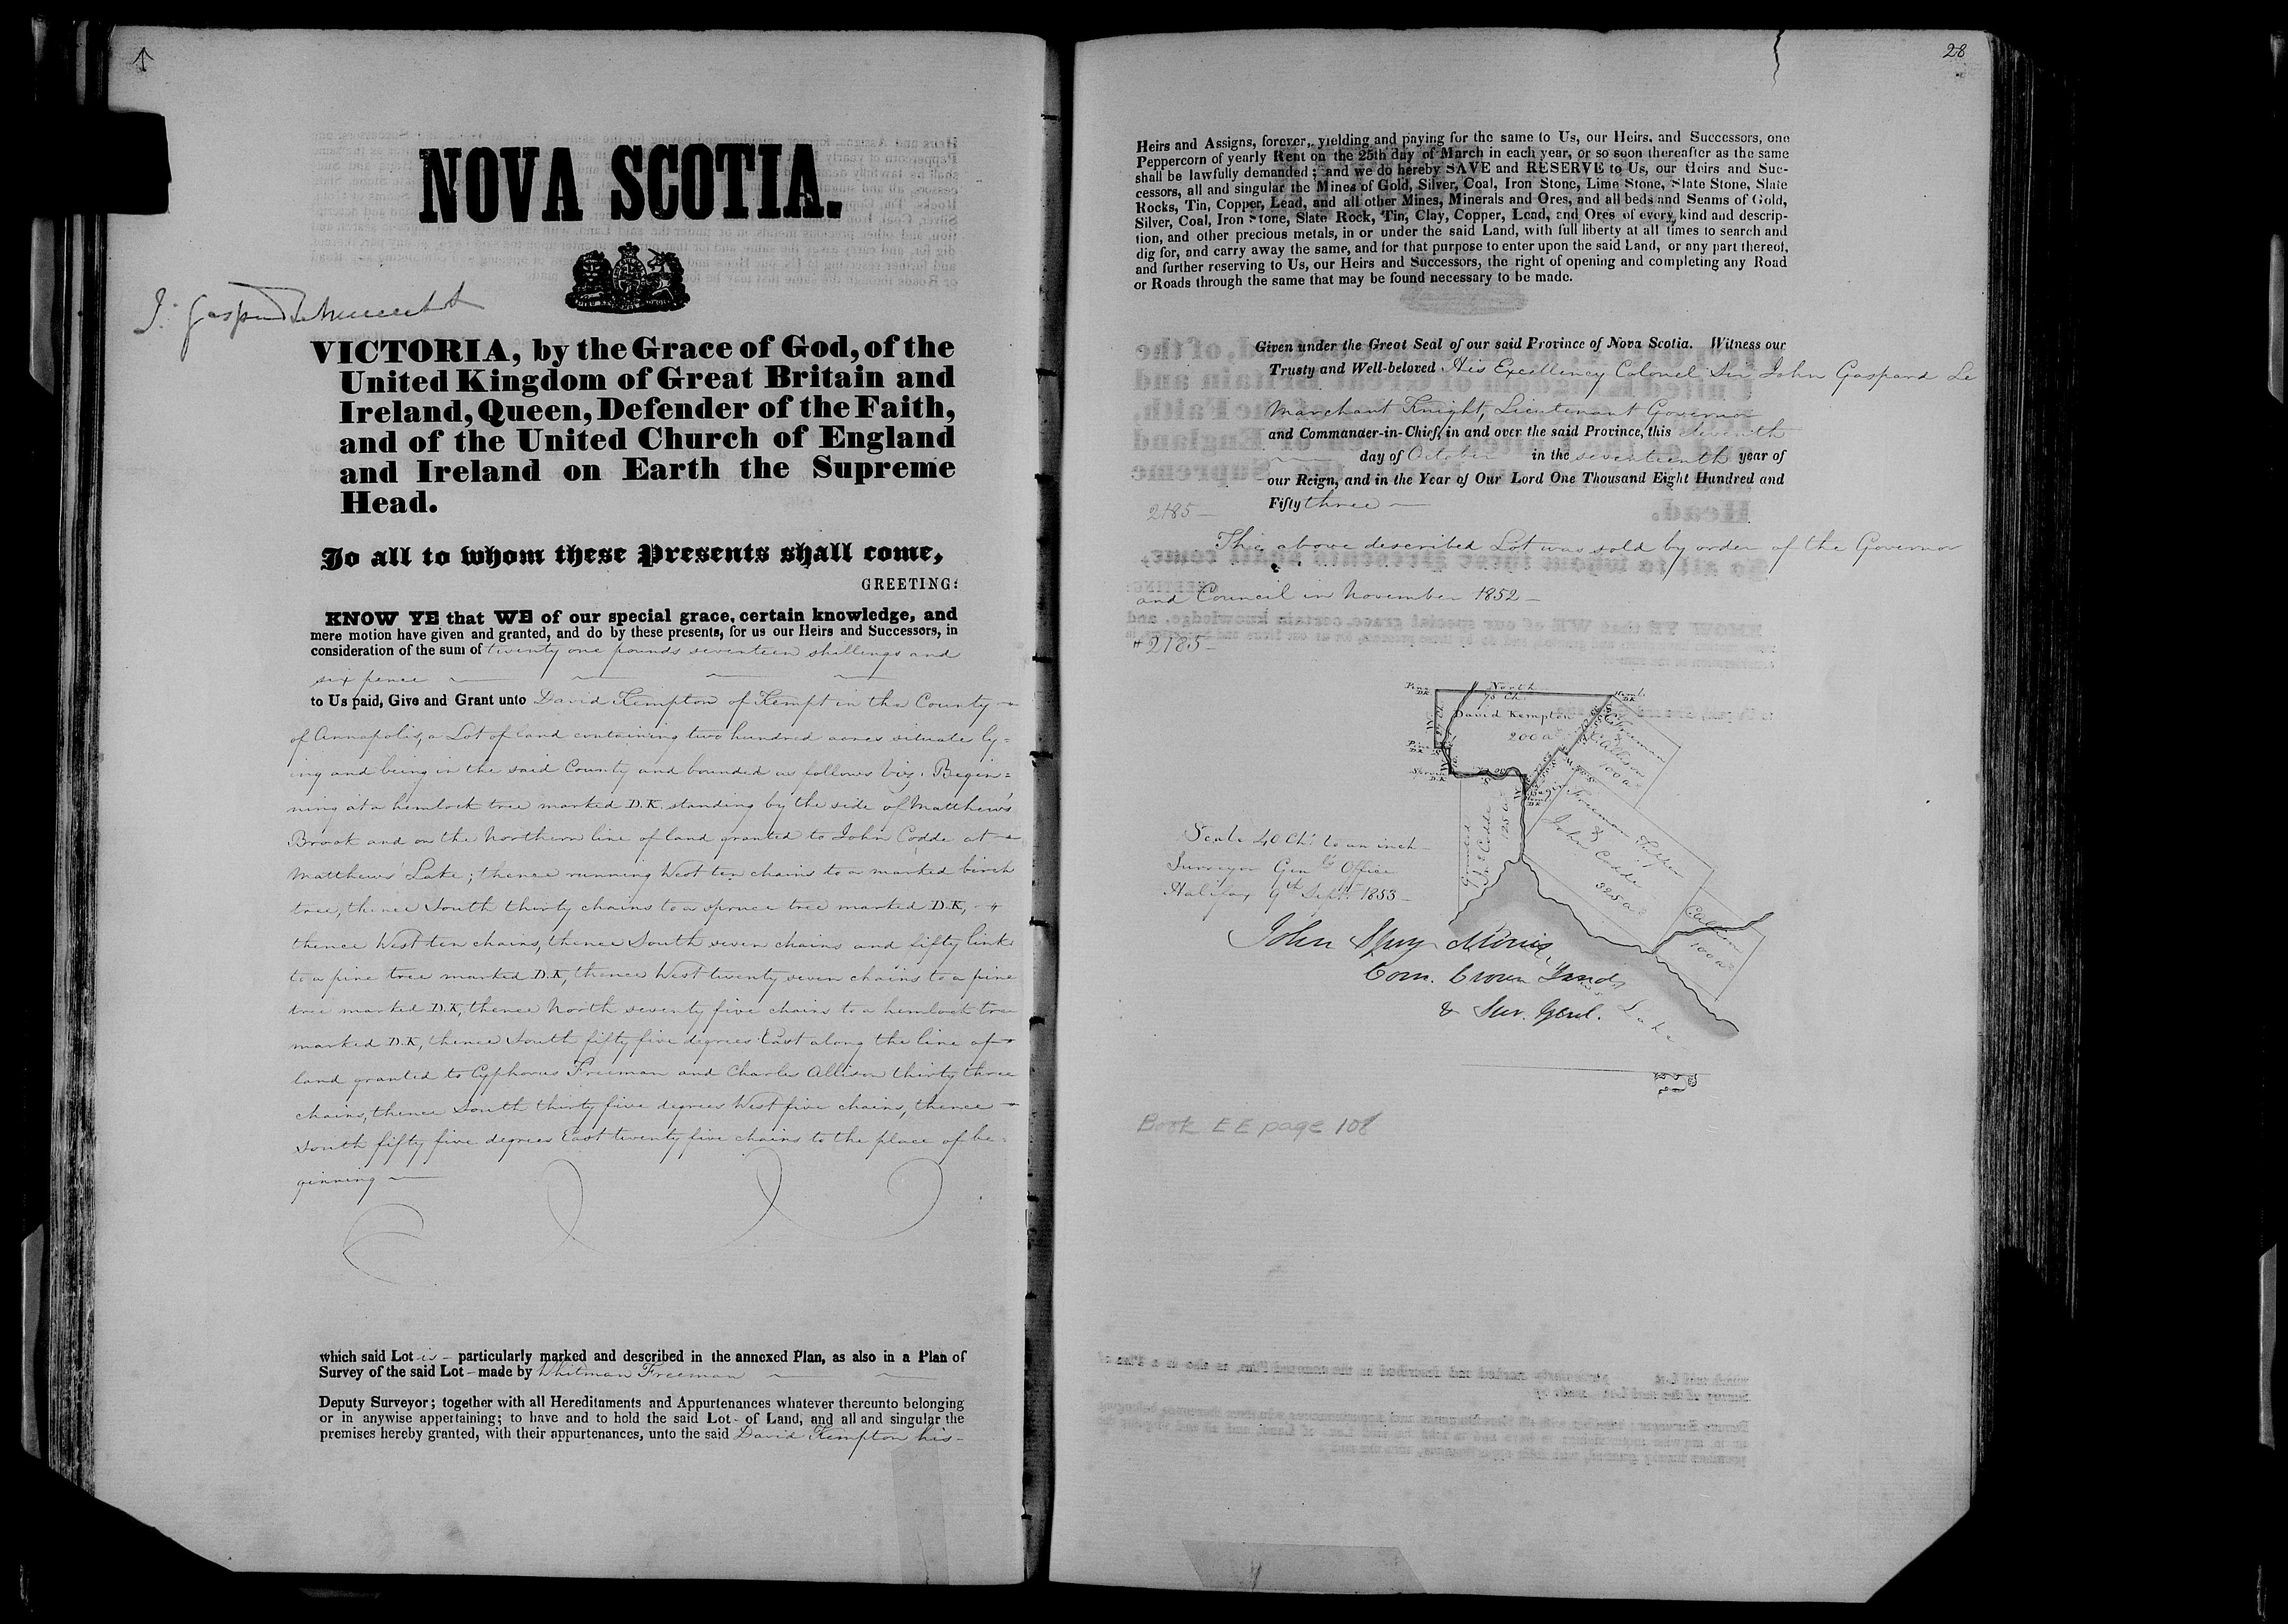 NOVA SCOTIA.
J. Gaspard Le Marchant
VICTORIA, by the Grace of God, of the
United Kingdom of Great Britain and
Ireland, Queen, Defender of the Faith,
and of the United Church of England
and Ireland on Earth the Supreme
Head.
To all to whom these Presents shall come,
GREETING:
KNOW YE that WE of our special grace, certain knowledge, and
mere motion have given and granted, and do by these presents, for us our Heirs and Successors, in
consideration of the sum of twenty one pounds seventeen shillings and
six pence
to Us paid, Give and Grant unto David Kempton of Kempt in the County
of Annapolis, a Lot of land containing two hundred acres situate ly=
ing and being in the said County and bounded as follows Viz: Begin=
ning at a hemlock tree marked D.K. standing by the side of Matthew's
Brook and on the Northern line of land granted to John Codde at
Matthews' Lake; thence running West ten chains to a marked birch
tree, thence South thirty chains to a spruce tree marked D.K,
thence West ten chains, thence South seven chains and fifty links
to a pine tree marked D.K, thence West twenty seven chains to a pine
tree marked D.K, thence North seventy five chains to a hemlock tree
marked D.K, thence South fifty five degrees East along the line of
land granted to Cyphorus Freeman and Charles Allison thirty three
chains, thence South thirty five degrees West five chains, thence
South fifty five degrees East twenty five chains to the place of be=
ginning
which said Lot is particularly marked and described in the annexed Plan, as also in a Plan of
Survey of the said Lot made by Whitman Freeman
Deputy Surveyor; together with all Hereditaments and Appurtenances whatever thereunto belonging
or in anywise appertaining; to have and to hold the said Lot of Land, and all and singular the
premises hereby granted, with their appurtenances, unto the said David Kempton his
28
Heirs and Assigns, forever, yielding and paying for the same to Us, our Heirs, and Successors, one
Peppercorn of yearly Rent on the 25th day of March in each year, or so soon thereafter as the same
shall be lawfully demanded; and we do hereby SAVE and RESERVE to Us, our Heirs and Suc-
cessors, all and singular the Mines of Gold, Silver, Coal, Iron Stone, Lime Stone, Slate Stone, Slate
Rocks, Tin, Copper, Lead, and all other Mines, Minerals and Ores, and all beds and Seams of Gold,
Silver, Coal, Iron Stone, Slate Rock, Tin, Clay, Copper, Lead, and Ores of every kind and descrip-
tion, and other precious metals, in or under the said Land, with full liberty at all times to search and
dig for, and carry away the same, and for that purpose to enter upon the said Land, or any part thereof,
and further reserving to Us, our Heirs and Successors, the right of opening and completing any Road
or Roads through the same that may be found necessary to be made.
Given under the Great Seal of our said Province of Nova Scotia. Witness our
Trusty and Well-beloved His Excellency Colonel Sir John Gaspard Le
Marchant Knight, Lieutenant Governor
and Commander-in-Chief, in and over the said Province, this seventh
day of October in the seventeenth year of
our Reign, and in the Year of Our Lord One Thousand Eight Hundred and
Fifty three
2185
The above described Lot was sold by order of the Governor
and Council in November 1852
# 2185
North
75 Ch.
Pine
DK
Heml.
DK
David Kempton
200 a
Freeman
&
C. Allison
100 a
Pine
DK
Spruce
DK
Heml.
DK
Freeman Tupper
&
John Codde
325 a
Granted
J. Codde
125 a
C. Allison
100 a
Lake
Scale 40 Chs to an inch
Surveyor Genls Office
Halifax 9th Sept. 1853
John Spry Morris
Com. Crown Lands
& Sur. Genl.
Book EE page 108